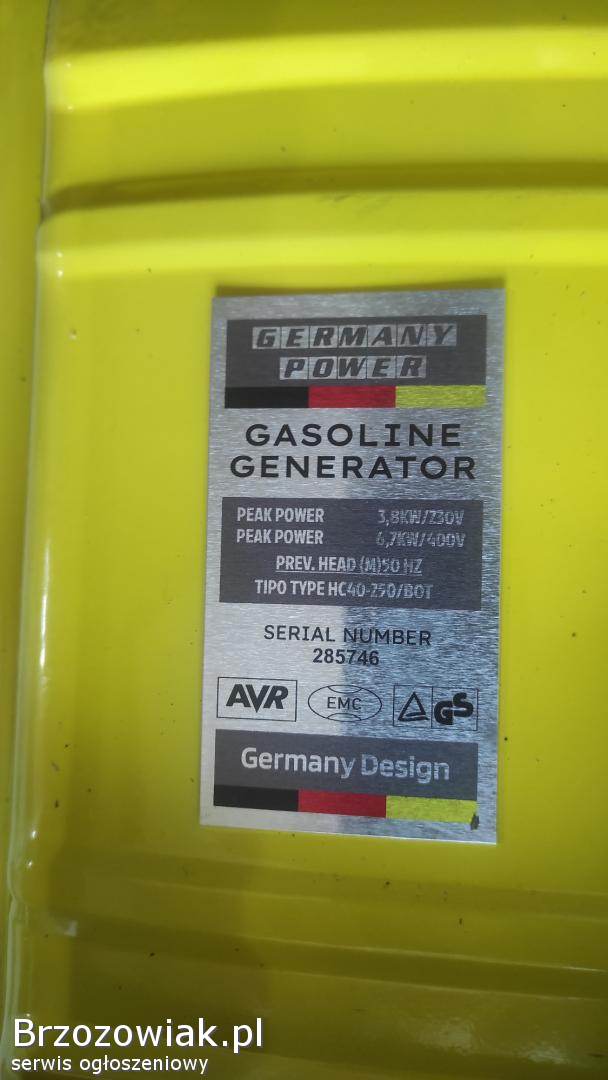 GERMANY
POWER
GASOLINE
GENERATOR
PEAK POWER 3,8KW/230V
PEAK POWER 6,7KW/400V
PREV. HEAD (M)50 HZ
TIPO TYPE HC40-250/BOT
SERIAL NUMBER
285746
AVR EMC GS
Germany Design
Brzozowiak.pl
serwis ogłoszeniowy